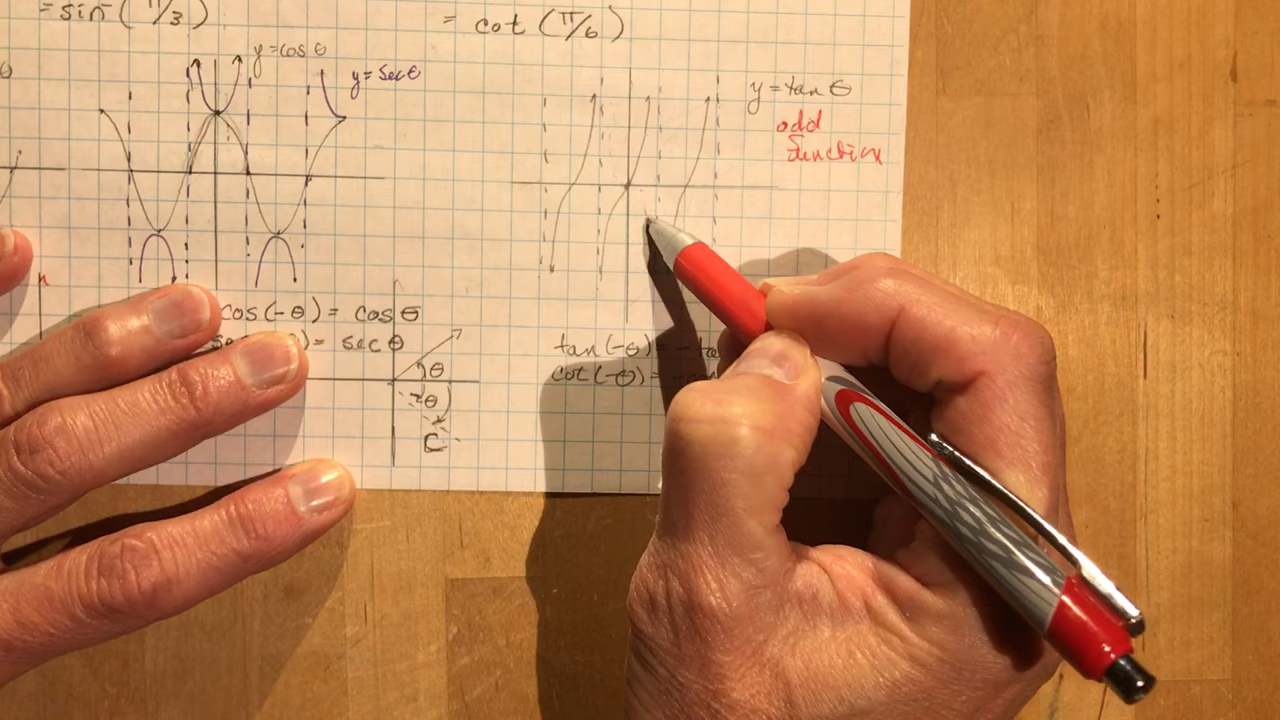 = sin (π/3)
= cot (π/6)
θ
y = cos θ
y = sec θ
y = tan θ
odd
function
cos(-θ) = cos θ
= sec θ
θ
-θ
C
tan(-θ) = -
cot(-θ) = -